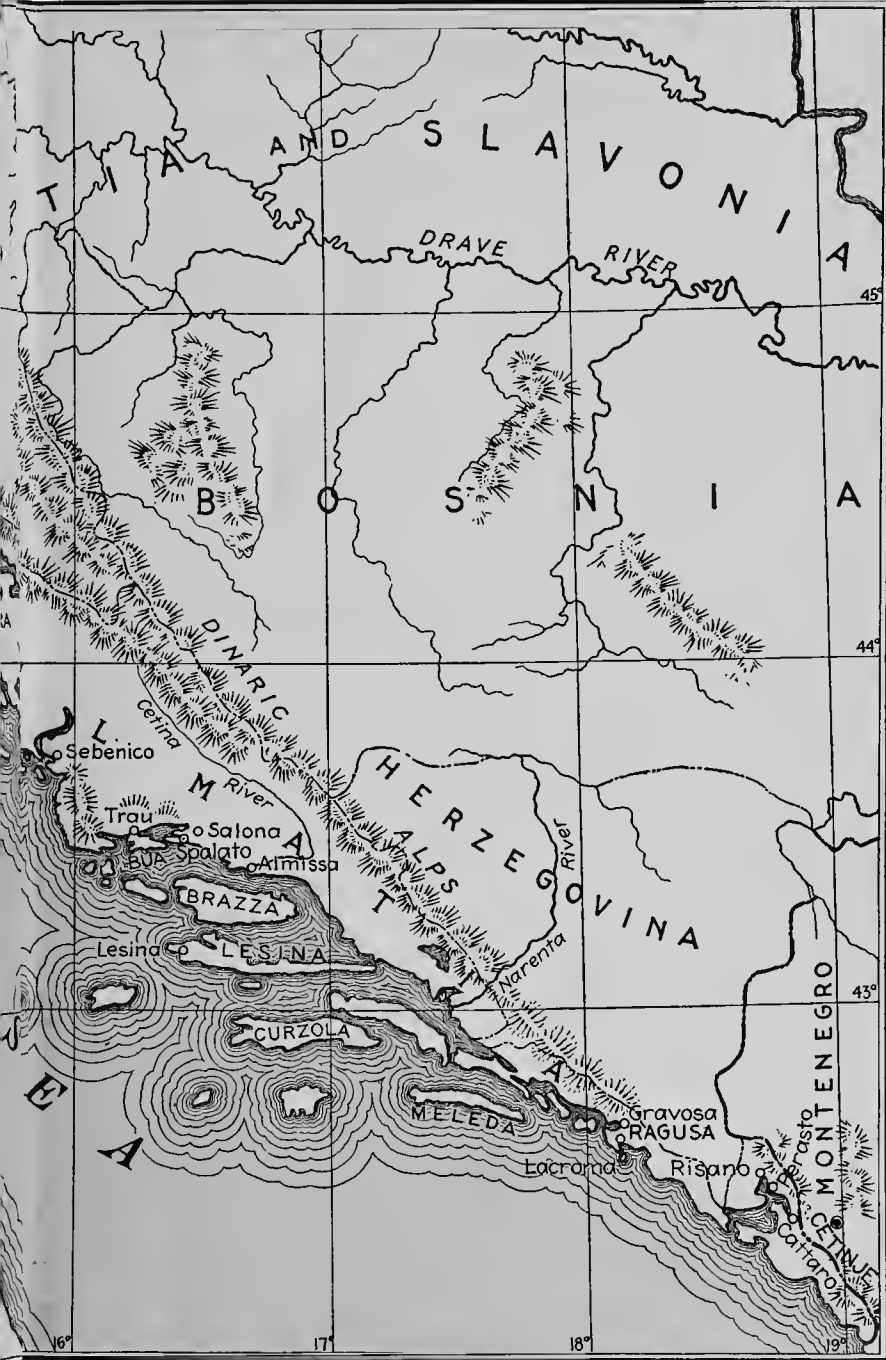 TIA AND SLAVONIA
DRAVE RIVER
45°
BOSNIA
44°
DINARIC ALPS
Cetina River
L M A T I A
Sebenico
HERZEGOVINA
Trau
Salona
Spalato
BUA
Almissa
BRAZZA
River
Narenta
Lesina
LESINA
43°
CURZOLA
MELEDA
MONTENEGRO
Gravosa
RAGUSA
Lacroma
Risano
Perasto
Cattaro
CETINJE
S E A
16°
17°
18°
19°